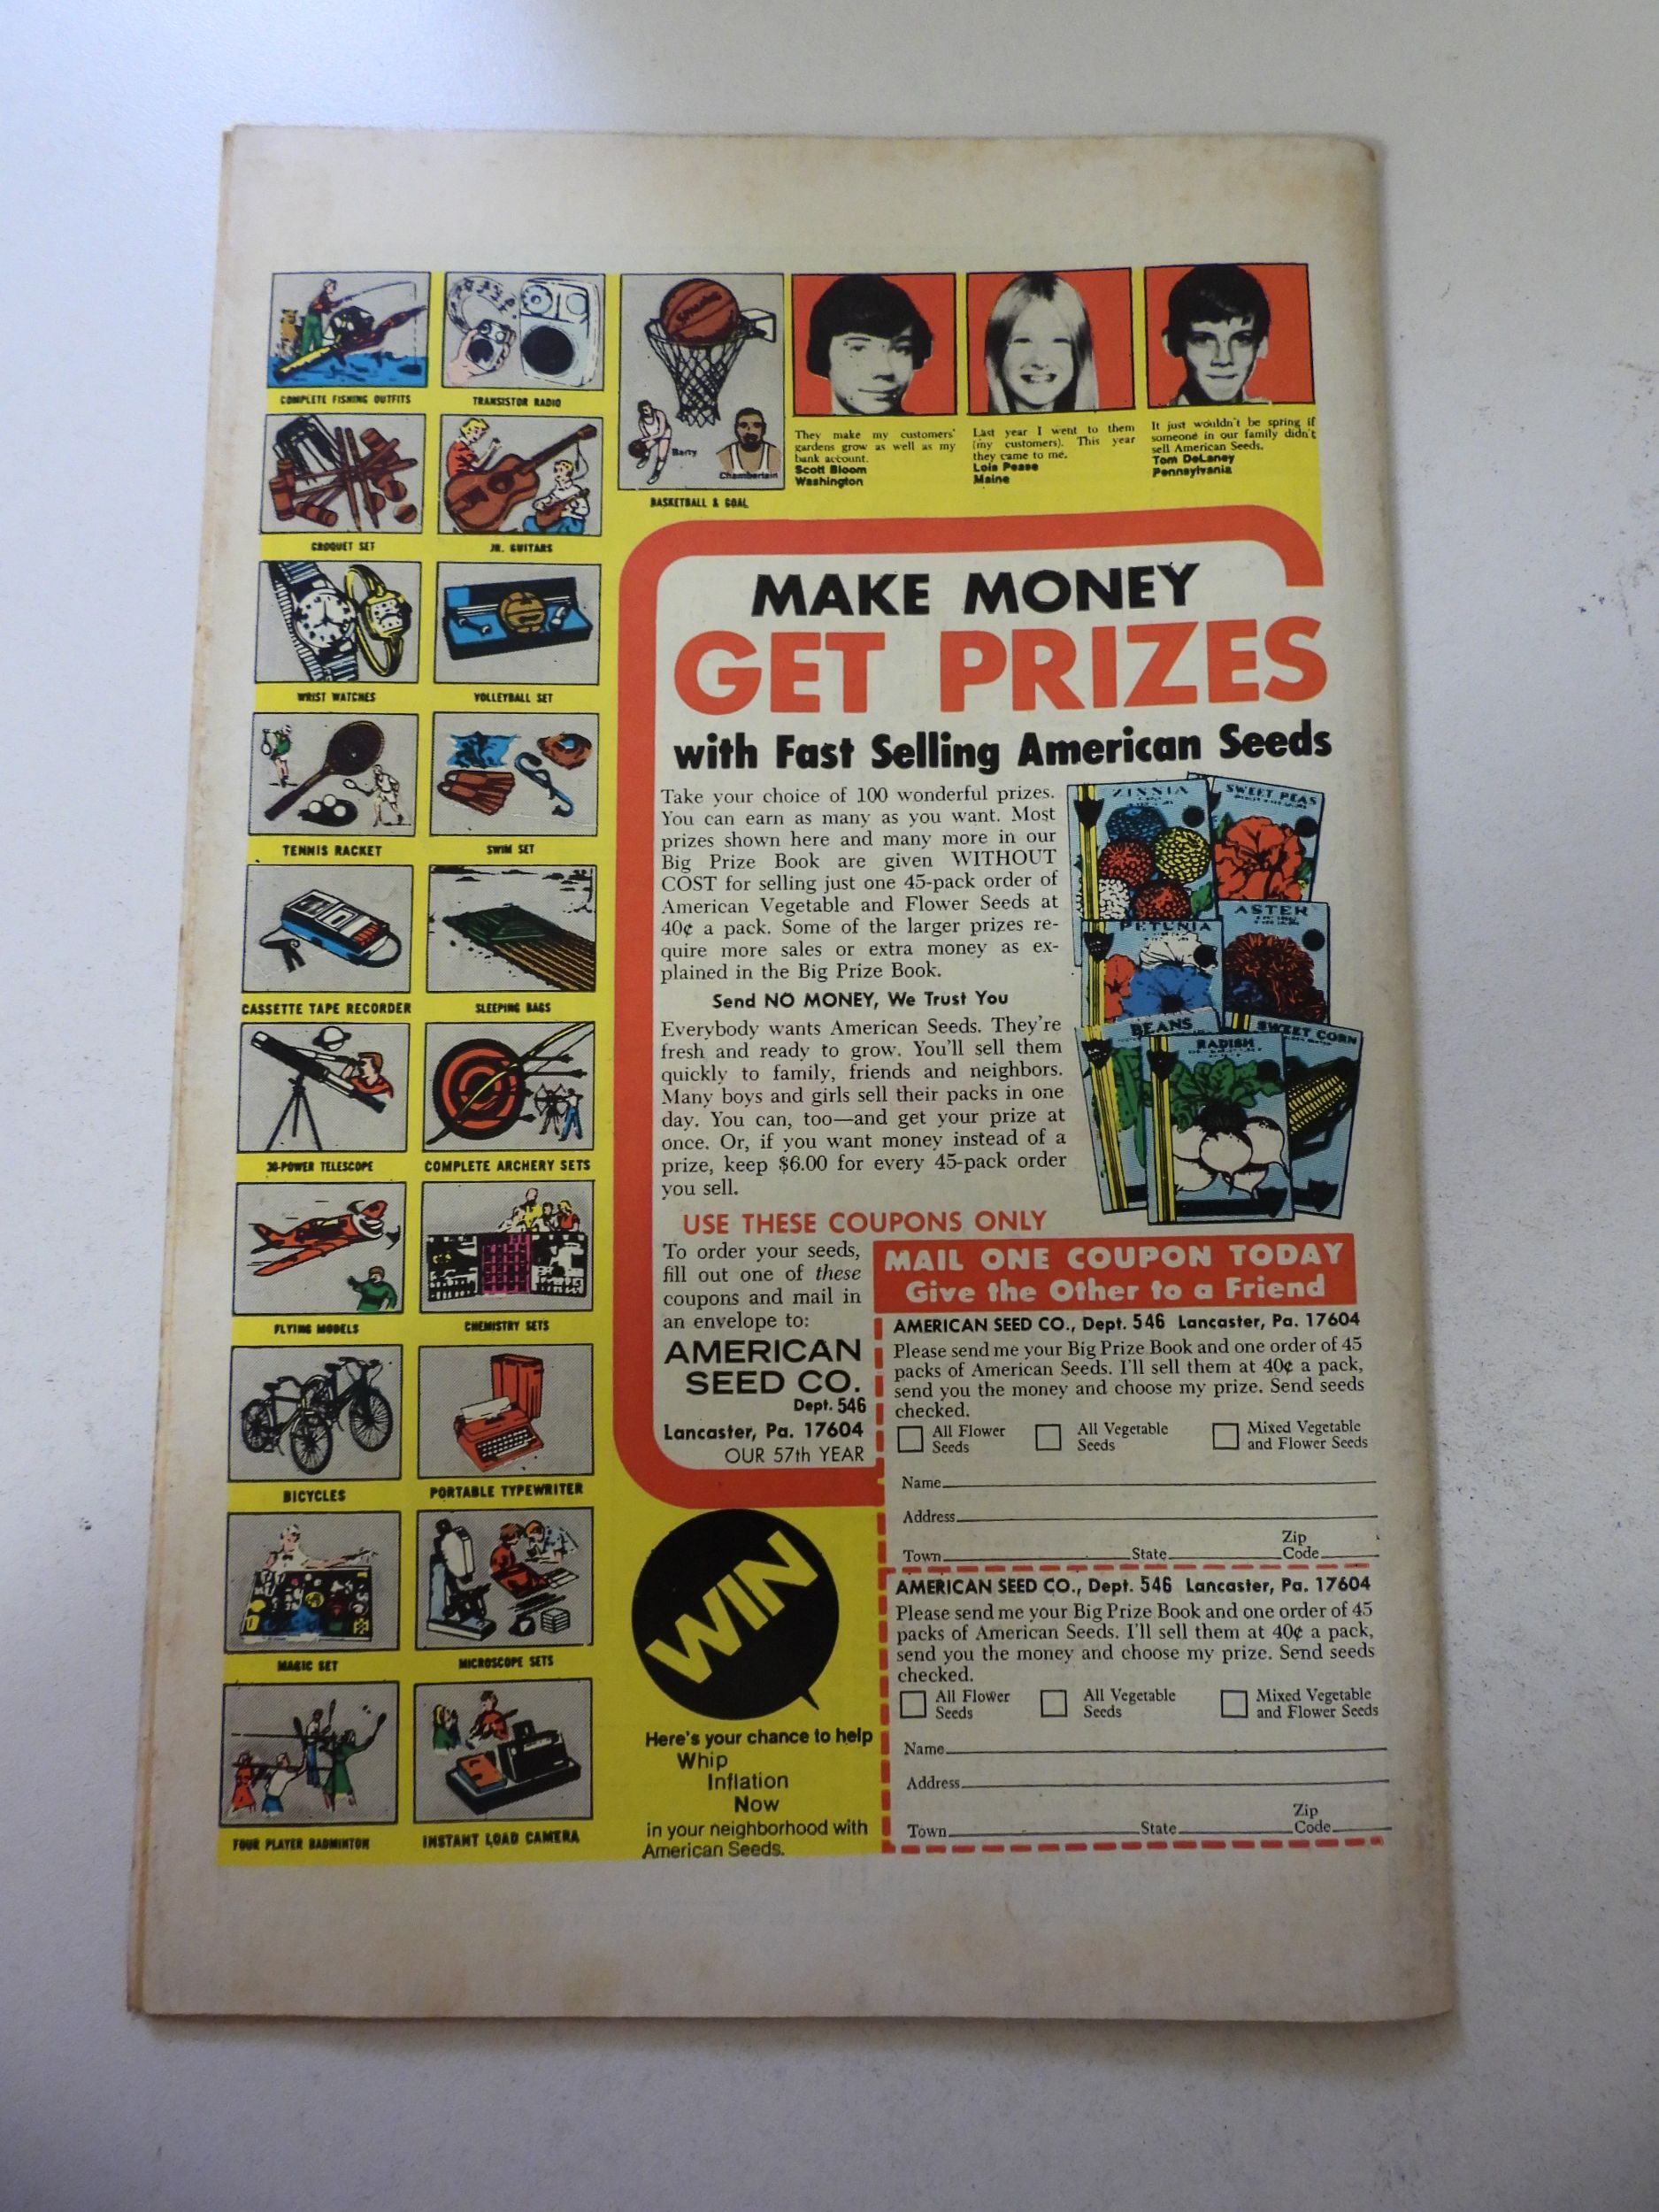 COMPLETE FISHING OUTFITS
TRANSISTOR RADIO
CROQUET SET
JR. GUITARS
WRIST WATCHES
VOLLEYBALL SET
TENNIS RACKET
SWIM SET
CASSETTE TAPE RECORDER
SLEEPING BAGS
30-POWER TELESCOPE
COMPLETE ARCHERY SETS
FLYING MODELS
CHEMISTRY SETS
BICYCLES
PORTABLE TYPEWRITER
MAGIC SET
MICROSCOPE SETS
FOUR PLAYER BADMINTON
INSTANT LOAD CAMERA
Barry
Chamberlain
BASKETBALL & GOAL
They make my customers'
gardens grow as well as my
bank account.
Scott Bloom
Washington
Last year I went to them
(my customers). This year
they came to me.
Lois Pease
Maine
It just wouldn't be spring if
someone in our family didn't
sell American Seeds.
Tom DeLaney
Pennsylvania
MAKE MONEY
GET PRIZES
with Fast Selling American Seeds
Take your choice of 100 wonderful prizes.
You can earn as many as you want. Most
prizes shown here and many more in our
Big Prize Book are given WITHOUT
COST for selling just one 45-pack order of
American Vegetable and Flower Seeds at
40¢ a pack. Some of the larger prizes re-
quire more sales or extra money as ex-
plained in the Big Prize Book.
Send NO MONEY, We Trust You
Everybody wants American Seeds. They're
fresh and ready to grow. You'll sell them
quickly to family, friends and neighbors.
Many boys and girls sell their packs in one
day. You can, too—and get your prize at
once. Or, if you want money instead of a
prize, keep $6.00 for every 45-pack order
you sell.
ZINNIA
SWEET PEAS
PETUNIA
ASTER
BEANS
RADISH
SWEET CORN
USE THESE COUPONS ONLY
To order your seeds,
fill out one of these
coupons and mail in
an envelope to:
AMERICAN
SEED CO.
Dept. 546
Lancaster, Pa. 17604
OUR 57th YEAR
MAIL ONE COUPON TODAY
Give the Other to a Friend
AMERICAN SEED CO., Dept. 546 Lancaster, Pa. 17604
Please send me your Big Prize Book and one order of 45
packs of American Seeds. I'll sell them at 40¢ a pack,
send you the money and choose my prize. Send seeds
checked.
All Flower Seeds
All Vegetable Seeds
Mixed Vegetable and Flower Seeds
Name
Address
Town State Zip Code
AMERICAN SEED CO., Dept. 546 Lancaster, Pa. 17604
Please send me your Big Prize Book and one order of 45
packs of American Seeds. I'll sell them at 40¢ a pack,
send you the money and choose my prize. Send seeds
checked.
All Flower Seeds
All Vegetable Seeds
Mixed Vegetable and Flower Seeds
Name
Address
Town State Zip Code
WIN
Here's your chance to help
Whip
Inflation
Now
in your neighborhood with
American Seeds.